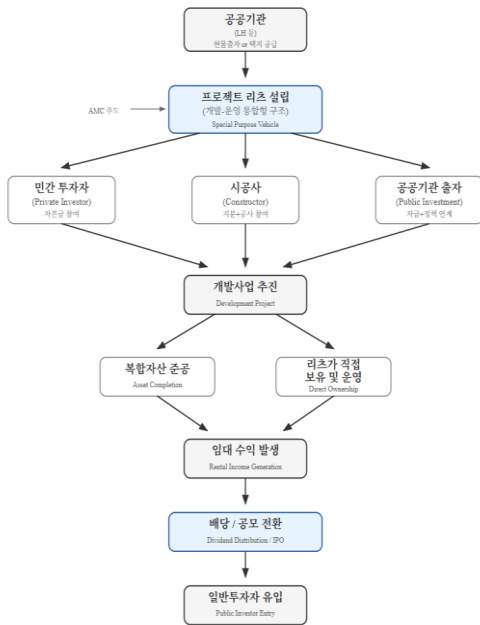 공공기관
(LH 등)
현물출자 or 택지 공급
AMC 주도
프로젝트 리츠 설립
(개발-운영 통합형 구조)
Special Purpose Vehicle
민간 투자자
(Private Investor)
자본금 참여
시공사
(Constructor)
지분+공사 참여
공공기관 출자
(Public Investment)
자금+정책 연계
개발사업 추진
Development Project
복합자산 준공
Asset Completion
리츠가 직접
보유 및 운영
Direct Ownership
임대 수익 발생
Rental Income Generation
배당 / 공모 전환
Dividend Distribution / IPO
일반투자자 유입
Public Investor Entry